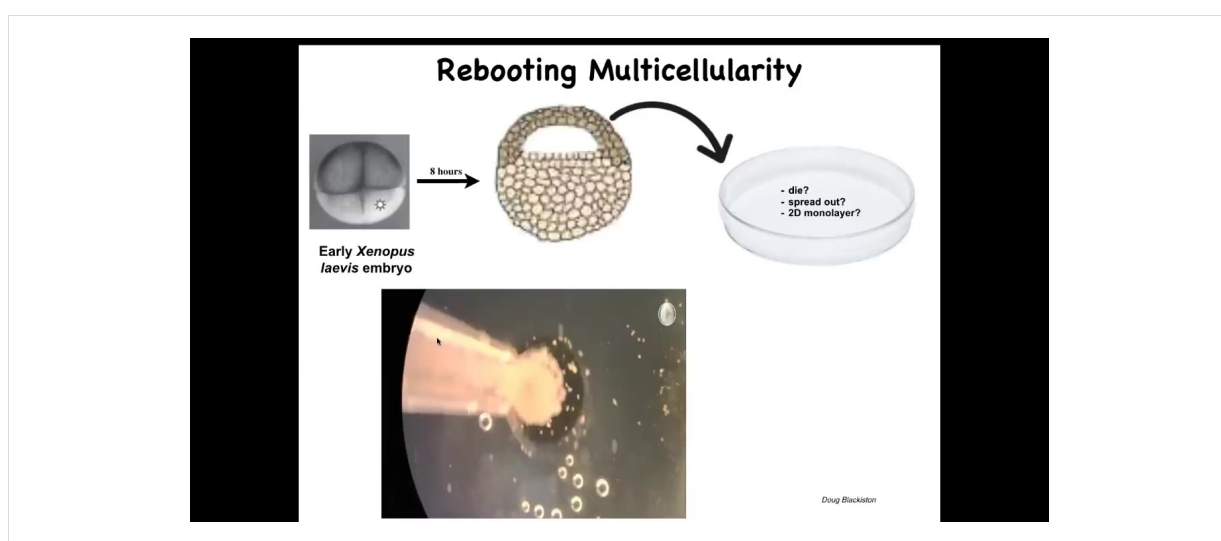 Rebooting Multicellularity
8 hours
- die?
- spread out?
- 2D monolayer?
Early Xenopus
laevis embryo
Doug Blackiston